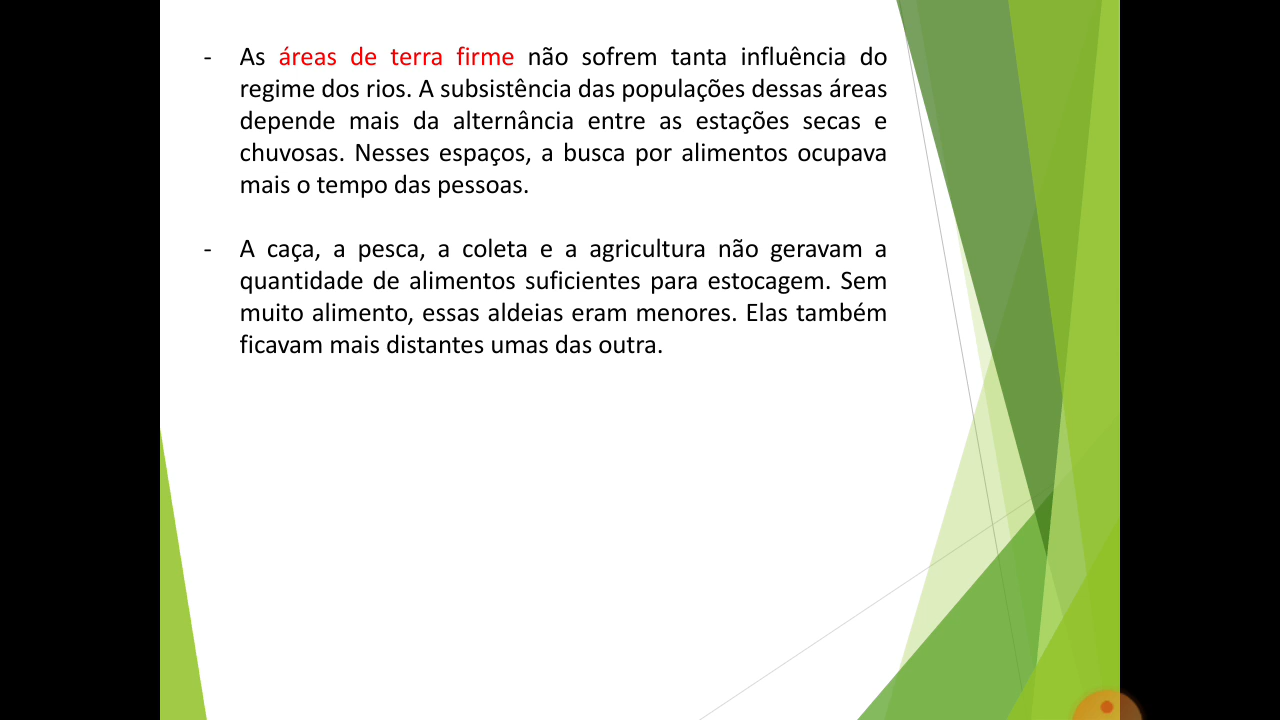 - As áreas de terra firme não sofrem tanta influência do
regime dos rios. A subsistência das populações dessas áreas
depende mais da alternância entre as estações secas e
chuvosas. Nesses espaços, a busca por alimentos ocupava
mais o tempo das pessoas.
- A caça, a pesca, a coleta e a agricultura não geravam a
quantidade de alimentos suficientes para estocagem. Sem
muito alimento, essas aldeias eram menores. Elas também
ficavam mais distantes umas das outra.